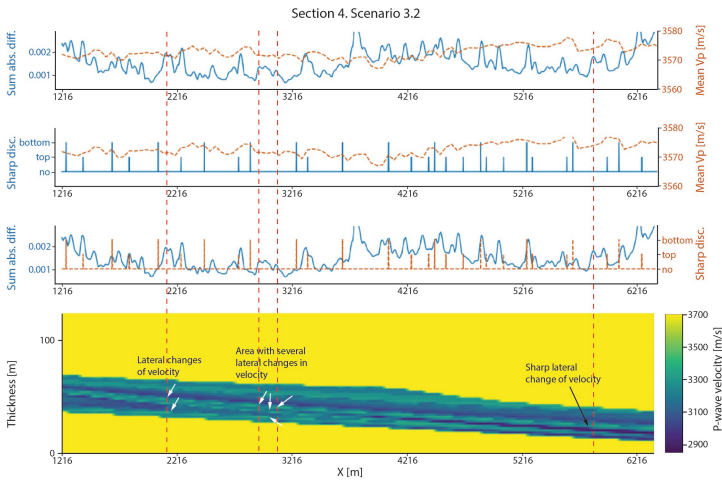 Section 4. Scenario 3.2
Sum abs. diff.
0.002
0.001
3580
3570
3560
Mean Vp [m/s]
1216
2216
3216
4216
5216
6216
Sharp disc.
bottom
top
no
3580
3570
3560
Mean Vp [m/s]
1216
2216
3216
4216
5216
6216
Sum abs. diff.
0.002
0.001
bottom
top
no
Sharp disc.
1216
2216
3216
4216
5216
6216
Thickness [m]
100
0
Lateral changes
of velocity
Area with several
lateral changes in
velocity
Sharp lateral
change of velocity
3700
3500
3300
3100
2900
P-wave velocity [m/s]
1216
2216
3216
4216
5216
6216
X [m]